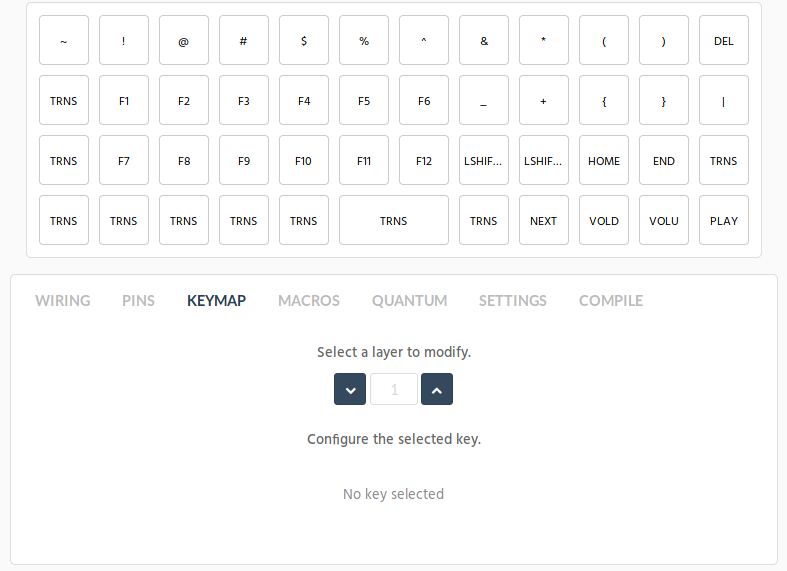 ~ ! @ # $ % ^ & * ( ) DEL
TRNS F1 F2 F3 F4 F5 F6 _ + { } |
TRNS F7 F8 F9 F10 F11 F12 LSHIF... LSHIF... HOME END TRNS
TRNS TRNS TRNS TRNS TRNS TRNS TRNS NEXT VOLD VOLU PLAY
WIRING PINS KEYMAP MACROS QUANTUM SETTINGS COMPILE
Select a layer to modify.
1
Configure the selected key.
No key selected